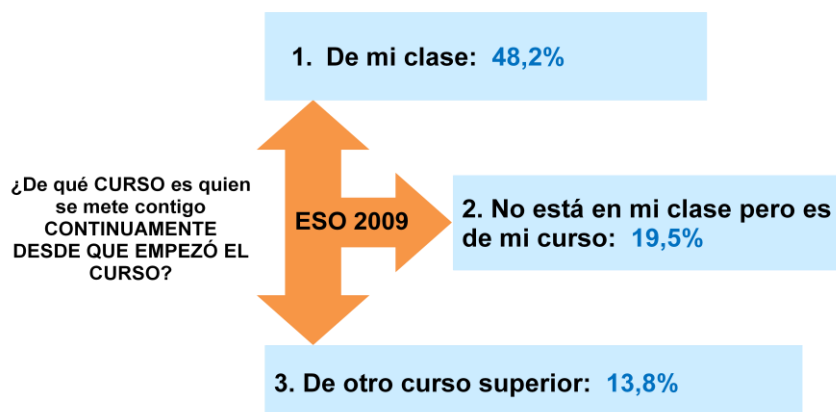 1. De mi clase: 48,2%
¿De qué CURSO es quien
se mete contigo
CONTINUAMENTE
DESDE QUE EMPEZÓ EL
CURSO?
ESO 2009
2. No está en mi clase pero es
de mi curso: 19,5%
3. De otro curso superior: 13,8%